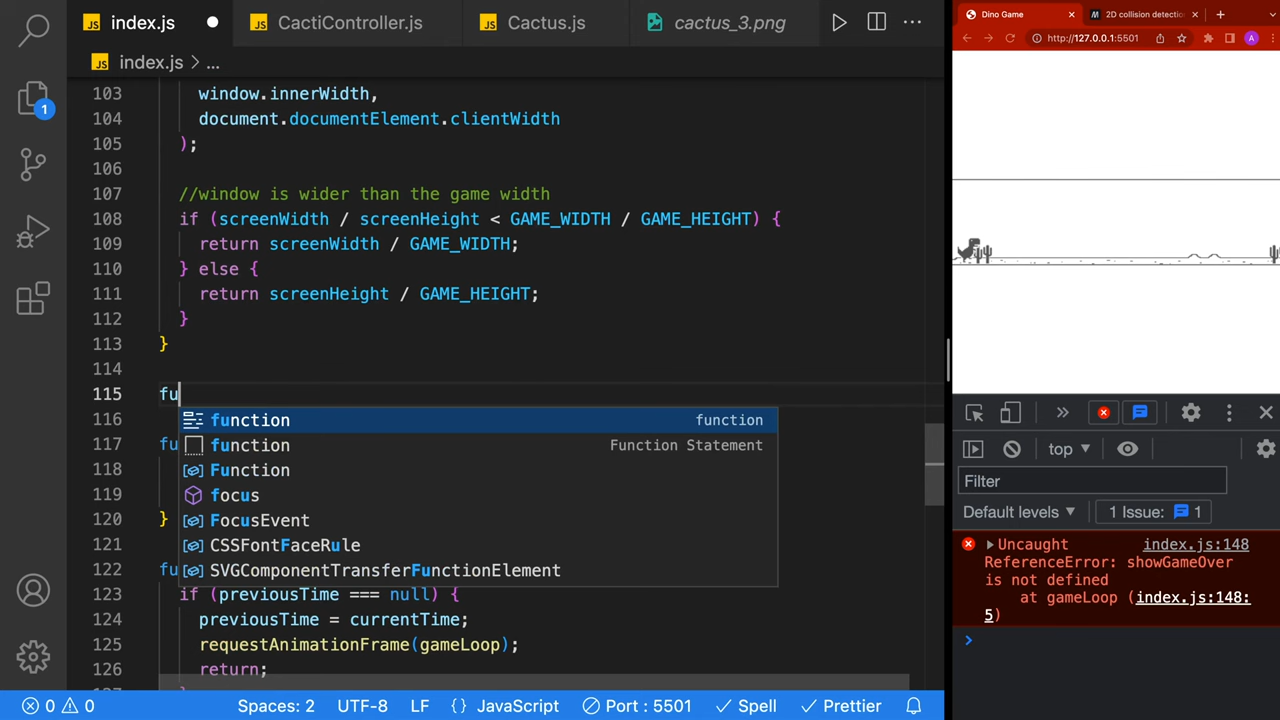 index.js
CactiController.js
Cactus.js
cactus_3.png
index.js > ...
1
103 window.innerWidth,
104 document.documentElement.clientWidth
105 );
106
107 //window is wider than the game width
108 if (screenWidth / screenHeight < GAME_WIDTH / GAME_HEIGHT) {
109 return screenWidth / GAME_WIDTH;
110 } else {
111 return screenHeight / GAME_HEIGHT;
112 }
113 }
114
115 fu
116 function function
fu function Function Statement
117 fu
118 Function
119 focus
120 } FocusEvent
121 CSSFontFaceRule
122 fu SVGComponentTransferFunctionElement
123 if (previousTime === null) {
124 previousTime = currentTime;
125 requestAnimationFrame(gameLoop);
126 return;
0 0
Spaces: 2 UTF-8 LF {} JavaScript Port : 5501 Spell Prettier
Dino Game
2D collision detectio
http://127.0.0.1:5501
A
top
Filter
Default levels
1 Issue: 1
Uncaught index.js:148
ReferenceError: showGameOver
is not defined
at gameLoop (index.js:148:
5)